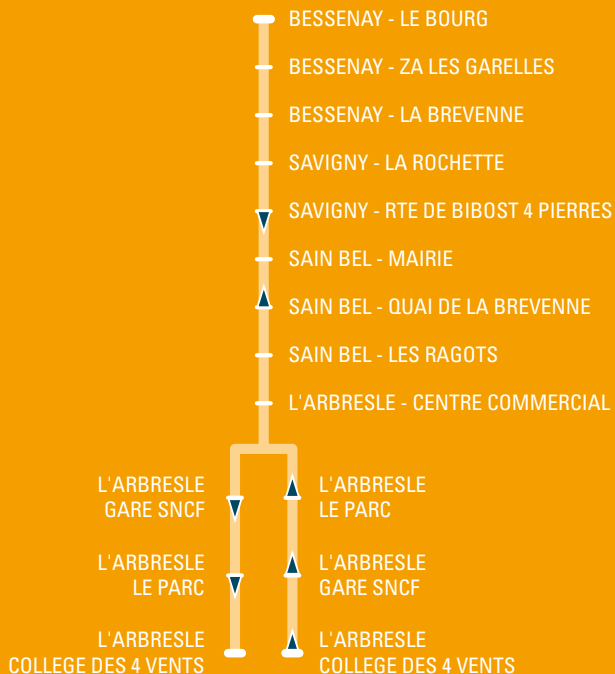 BESSENAY - LE BOURG
BESSENAY - ZA LES GARELLES
BESSENAY - LA BREVENNE
SAVIGNY - LA ROCHETTE
SAVIGNY - RTE DE BIBOST 4 PIERRES
SAIN BEL - MAIRIE
SAIN BEL - QUAI DE LA BREVENNE
SAIN BEL - LES RAGOTS
L'ARBRESLE - CENTRE COMMERCIAL
L'ARBRESLE
GARE SNCF
L'ARBRESLE
LE PARC
L'ARBRESLE
COLLEGE DES 4 VENTS
L'ARBRESLE
LE PARC
L'ARBRESLE
GARE SNCF
L'ARBRESLE
COLLEGE DES 4 VENTS